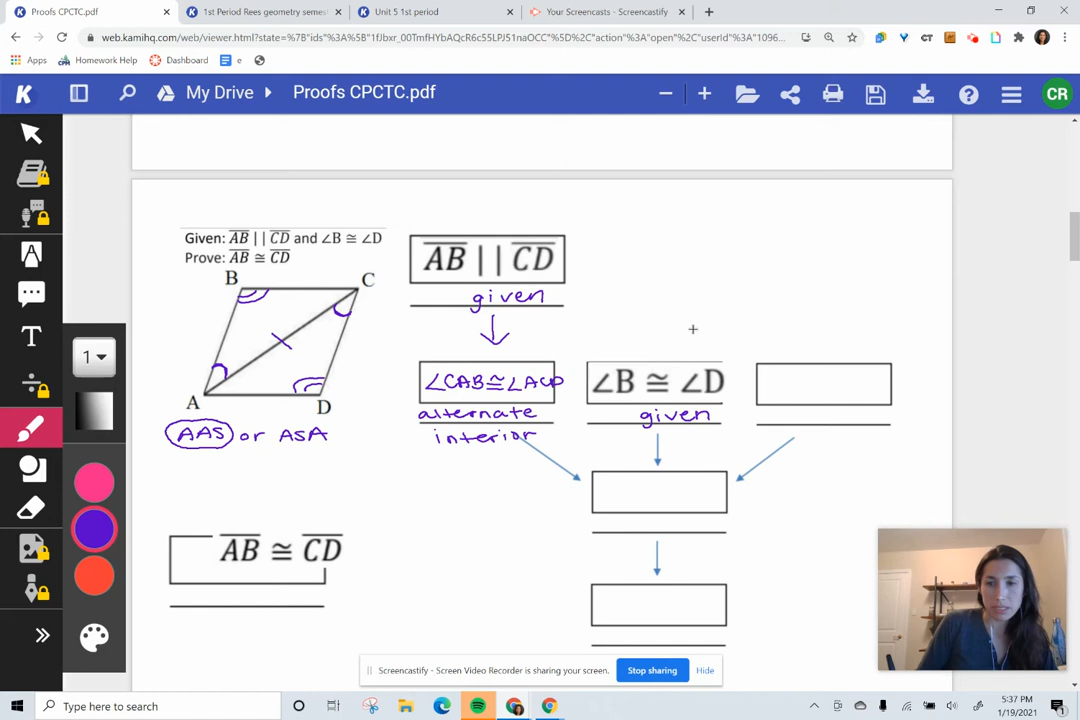 Proofs CPCTC.pdf
1st Period Rees geometry semes
Unit 5 1st period
Your Screencasts - Screencastify
web.kamihq.com/web/viewer.html?state=%7B"ids"%3A%5B"1fJbxr_00TmfHYbAQcR6c55LPJ51naOCC"%5D%2C"action"%3A"open"%2C"userId"%3A"1096...
Apps
Homework Help
Dashboard
e
K
My Drive
Proofs CPCTC.pdf
CR
T
1
Given: AB || CD and ∠B ≅ ∠D
Prove: AB ≅ CD
B
C
A
D
AAS or ASA
AB || CD
given
∠CAB≅∠ACD
alternate
interior
∠B ≅ ∠D
given
AB ≅ CD
Screencastify - Screen Video Recorder is sharing your screen.
Stop sharing
Hide
Type here to search
5:37 PM
1/19/2021